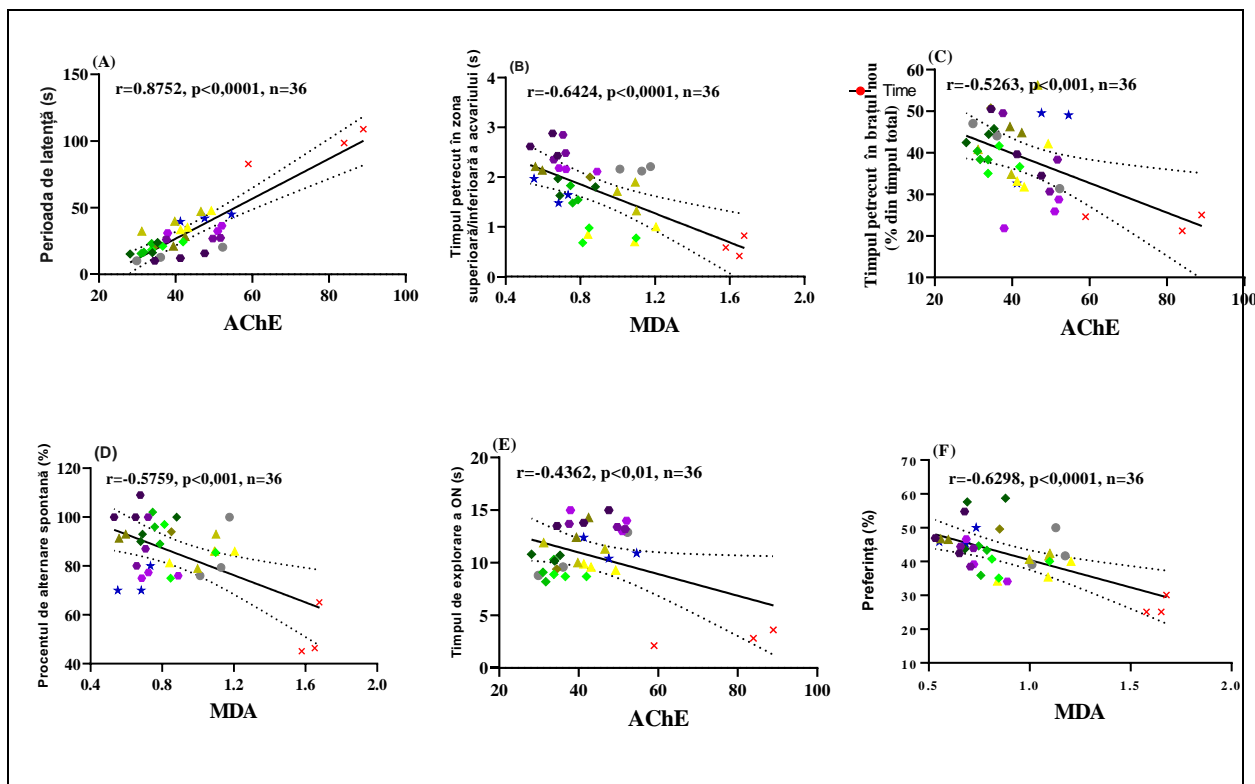 (A)
r=0.8752, p<0,0001, n=36
Perioada de latență (s)
150
100
50
0
20 40 60 80 100
AChE
(B)
r=-0.6424, p<0,0001, n=36
Timpul petrecut în zona
superioară/inferioară a acvariului (s)
4
3
2
1
0
0.4 0.8 1.2 1.6 2.0
MDA
(C)
r=-0.5263, p<0,001, n=36
Time
Timpul petrecut în brațul nou
(% din timpul total)
60
50
40
30
20
10
20 40 60 80 100
AChE
(D)
r=-0.5759, p<0,001, n=36
Procentul de alternare spontană (%)
120
100
80
60
40
0.4 0.8 1.2 1.6 2.0
MDA
(E)
r=-0.4362, p<0,01, n=36
Timpul de explorare a ON (s)
20
15
10
5
0
20 40 60 80 100
AChE
(F)
r=-0.6298, p<0,0001, n=36
Preferința (%)
70
60
50
40
30
20
10
0.5 1.0 1.5 2.0
MDA